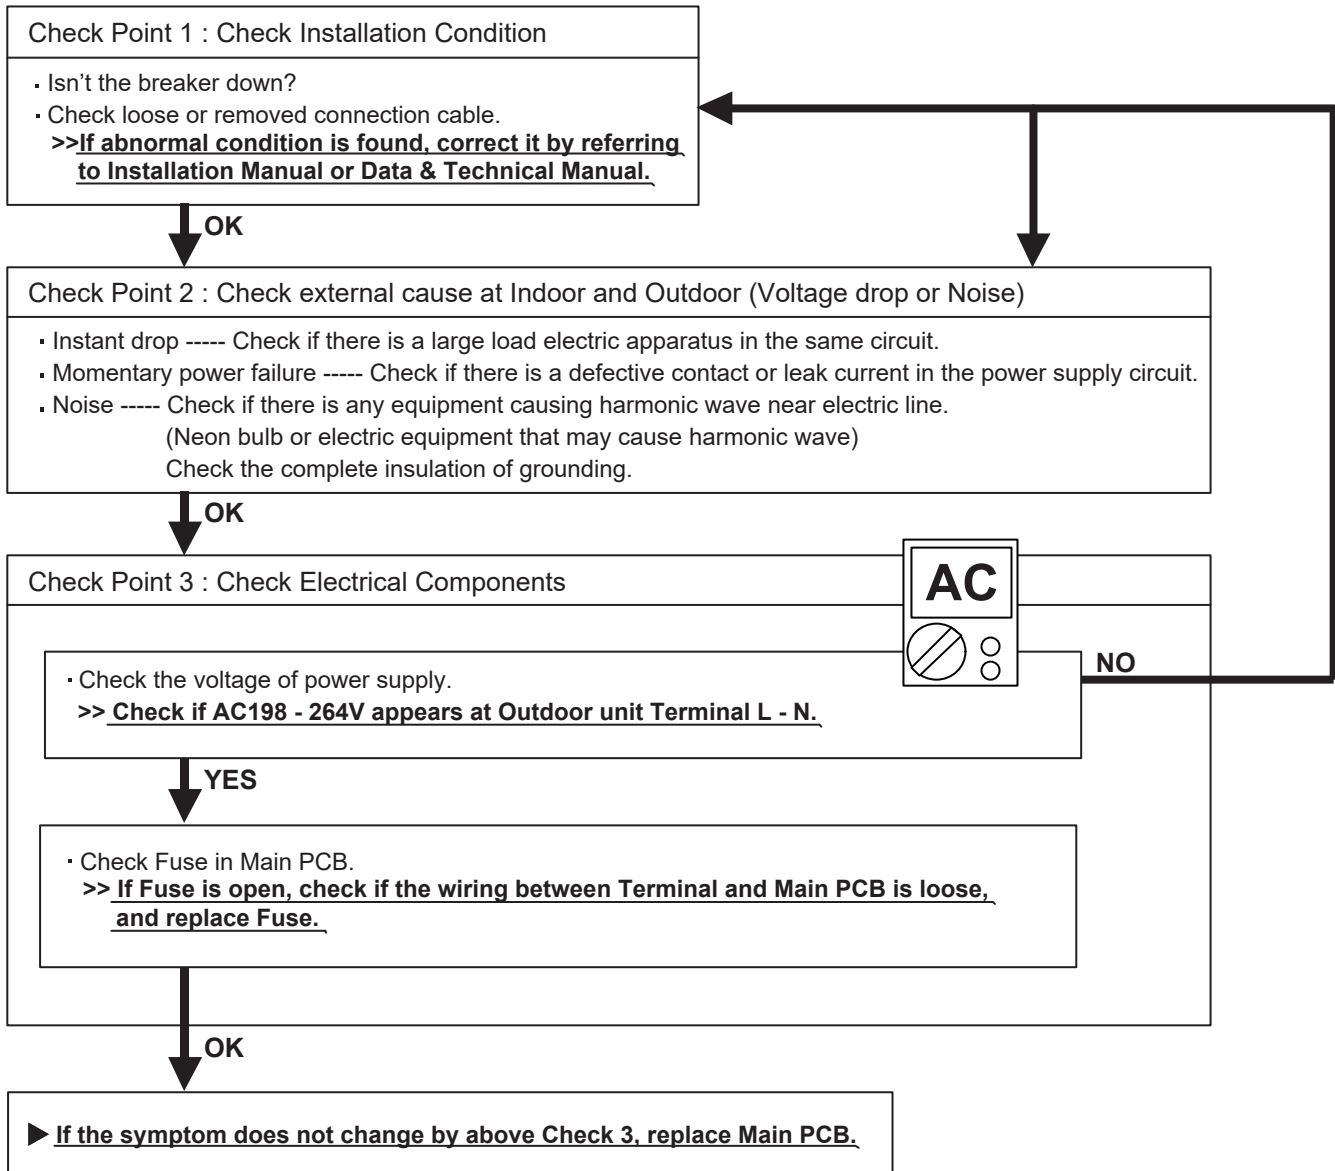 Check Point 1 : Check Installation Condition
· Isn’t the breaker down?
· Check loose or removed connection cable.
>>If abnormal condition is found, correct it by referring
to Installation Manual or Data & Technical Manual.
OK
Check Point 2 : Check external cause at Indoor and Outdoor (Voltage drop or Noise)
· Instant drop ----- Check if there is a large load electric apparatus in the same circuit.
· Momentary power failure ----- Check if there is a defective contact or leak current in the power supply circuit.
· Noise ----- Check if there is any equipment causing harmonic wave near electric line.
(Neon bulb or electric equipment that may cause harmonic wave)
Check the complete insulation of grounding.
OK
Check Point 3 : Check Electrical Components
AC
· Check the voltage of power supply.
>> Check if AC198 - 264V appears at Outdoor unit Terminal L - N.
NO
YES
· Check Fuse in Main PCB.
>> If Fuse is open, check if the wiring between Terminal and Main PCB is loose,
and replace Fuse.
OK
▶ If the symptom does not change by above Check 3, replace Main PCB.